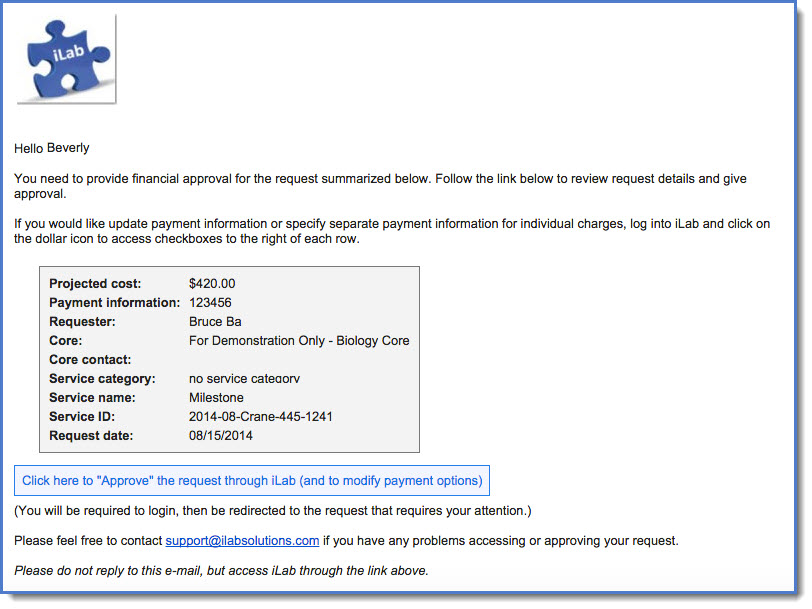 iLab
Hello Beverly
You need to provide financial approval for the request summarized below. Follow the link below to review request details and give
approval.
If you would like update payment information or specify separate payment information for individual charges, log into iLab and click on
the dollar icon to access checkboxes to the right of each row.
Projected cost: $420.00
Payment information: 123456
Requester: Bruce Ba
Core: For Demonstration Only - Biology Core
Core contact:
Service category: no service category
Service name: Milestone
Service ID: 2014-08-Crane-445-1241
Request date: 08/15/2014
Click here to "Approve" the request through iLab (and to modify payment options)
(You will be required to login, then be redirected to the request that requires your attention.)
Please feel free to contact support@ilabsolutions.com if you have any problems accessing or approving your request.
Please do not reply to this e-mail, but access iLab through the link above.